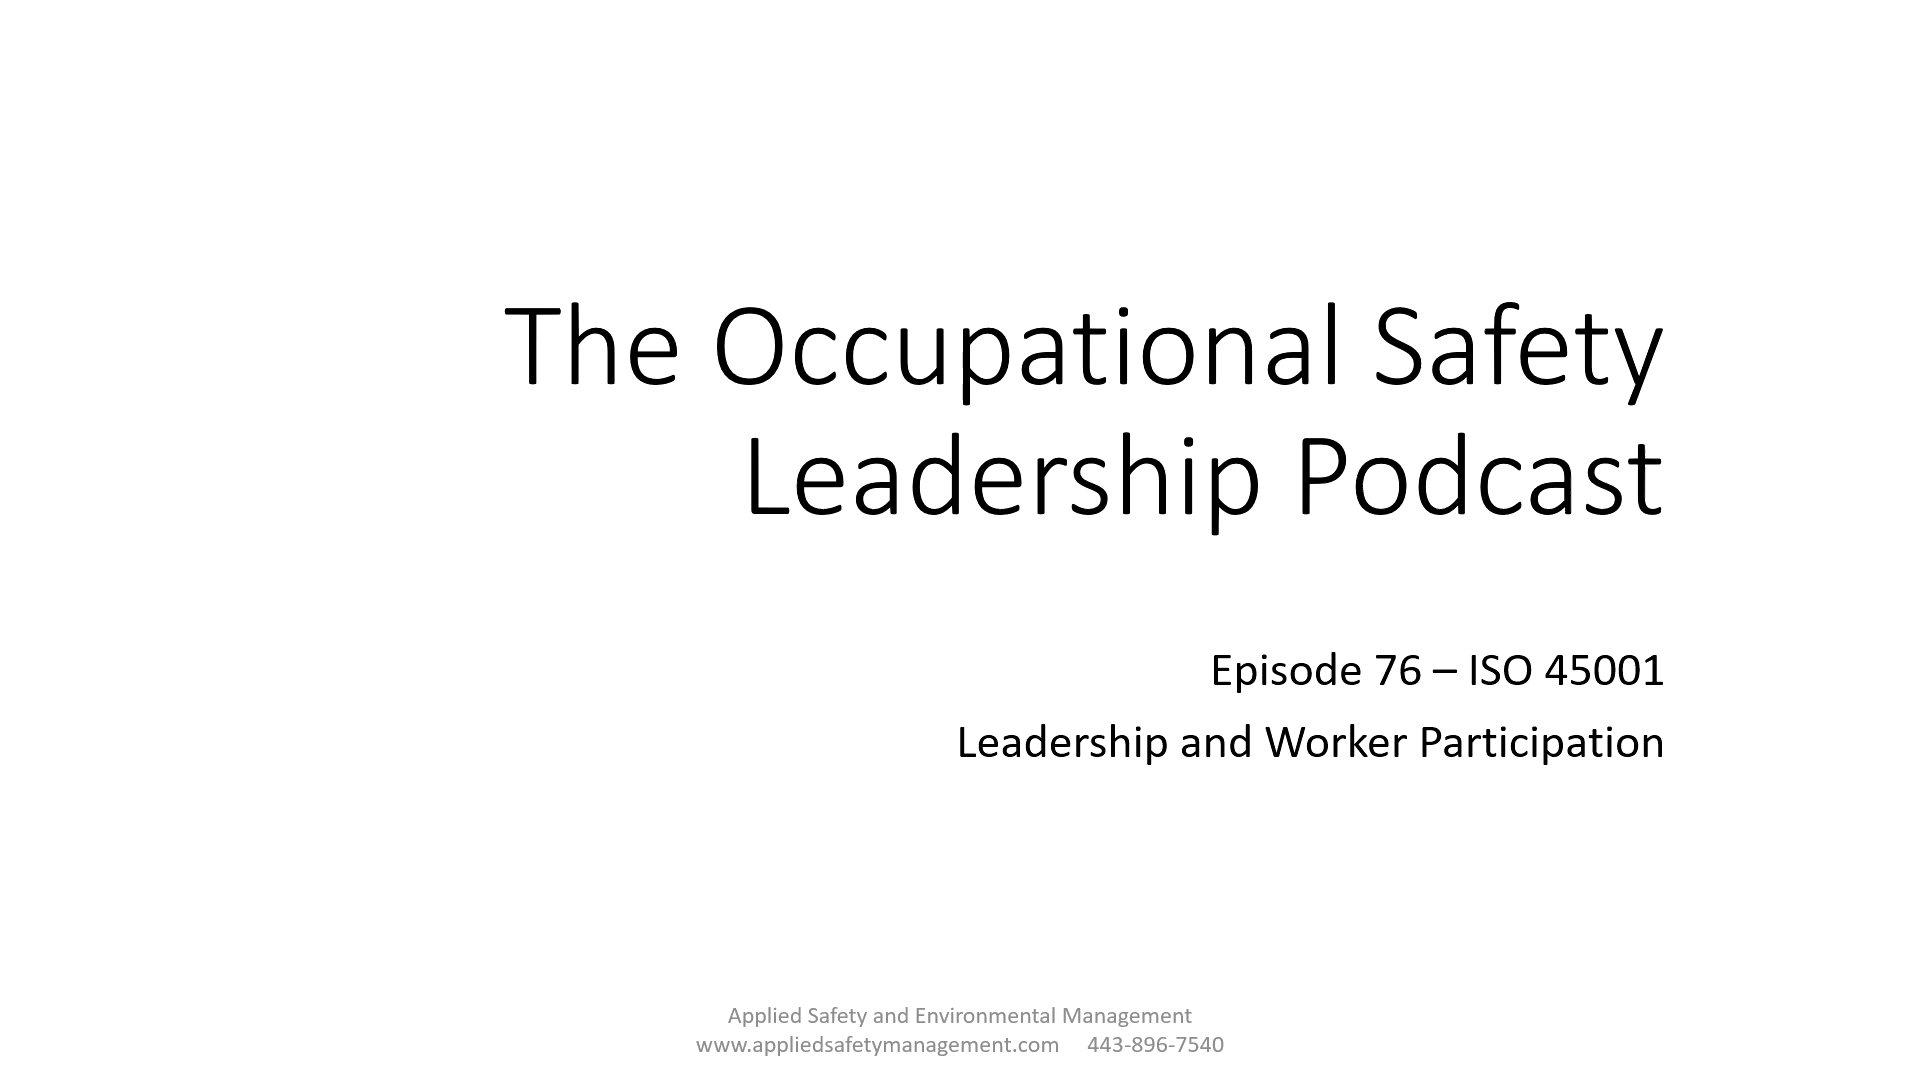 The Occupational Safety
Leadership Podcast
Episode 76 – ISO 45001
Leadership and Worker Participation
Applied Safety and Environmental Management
www.appliedsafetymanagement.com 443-896-7540